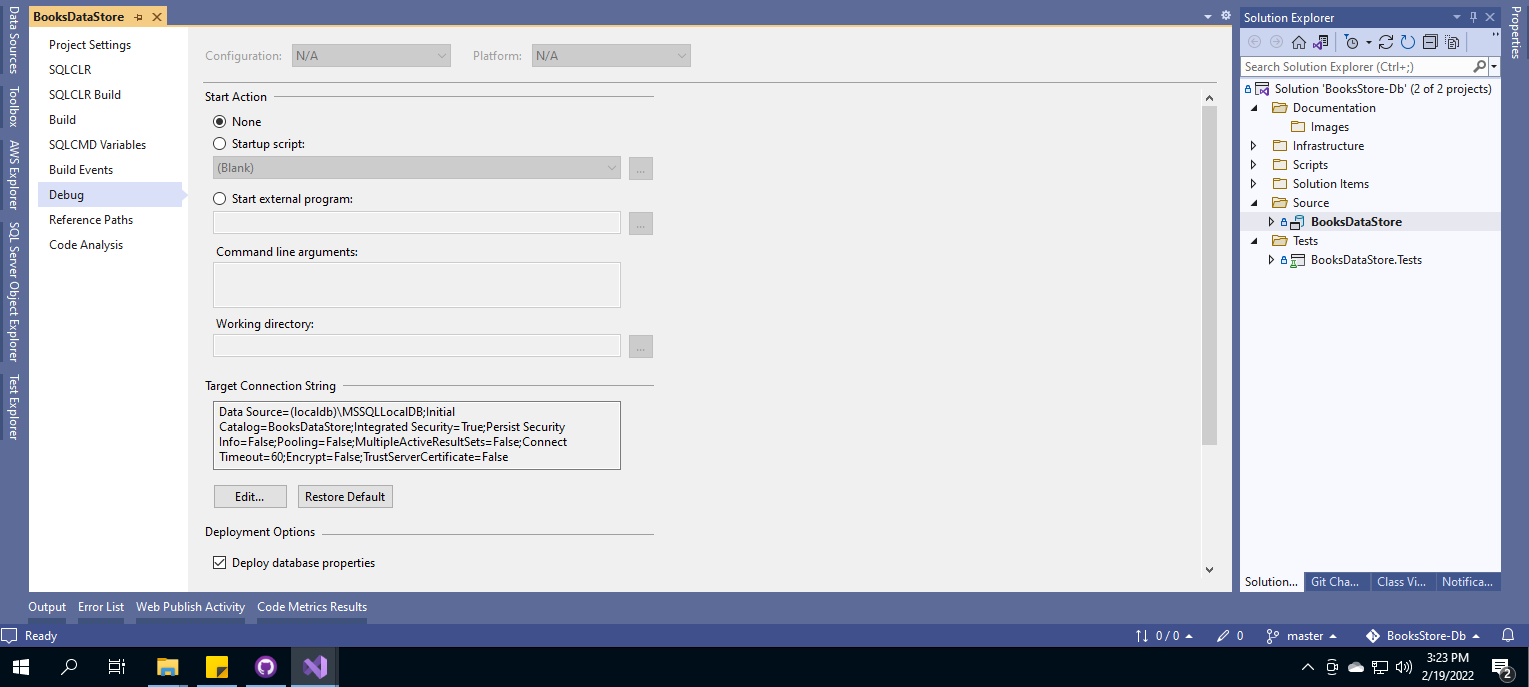 BooksDataStore
Data Sources
Toolbox
AWS Explorer
SQL Server Object Explorer
Test Explorer
Project Settings
SQLCLR
SQLCLR Build
Build
SQLCMD Variables
Build Events
Debug
Reference Paths
Code Analysis
Configuration: N/A Platform: N/A
Start Action
None
Startup script:
(Blank)
...
Start external program:
...
Command line arguments:
Working directory:
...
Target Connection String
Data Source=(localdb)\MSSQLLocalDB;Initial
Catalog=BooksDataStore;Integrated Security=True;Persist Security
Info=False;Pooling=False;MultipleActiveResultSets=False;Connect
Timeout=60;Encrypt=False;TrustServerCertificate=False
Edit... Restore Default
Deployment Options
Deploy database properties
Solution Explorer
Search Solution Explorer (Ctrl+;)
Solution 'BooksStore-Db' (2 of 2 projects)
Documentation
Images
Infrastructure
Scripts
Solution Items
Source
BooksDataStore
Tests
BooksDataStore.Tests
Solution... Git Cha... Class Vi... Notifica...
Properties
Output Error List Web Publish Activity Code Metrics Results
Ready 0 / 0 0 master BooksStore-Db
3:23 PM
2/19/2022
2